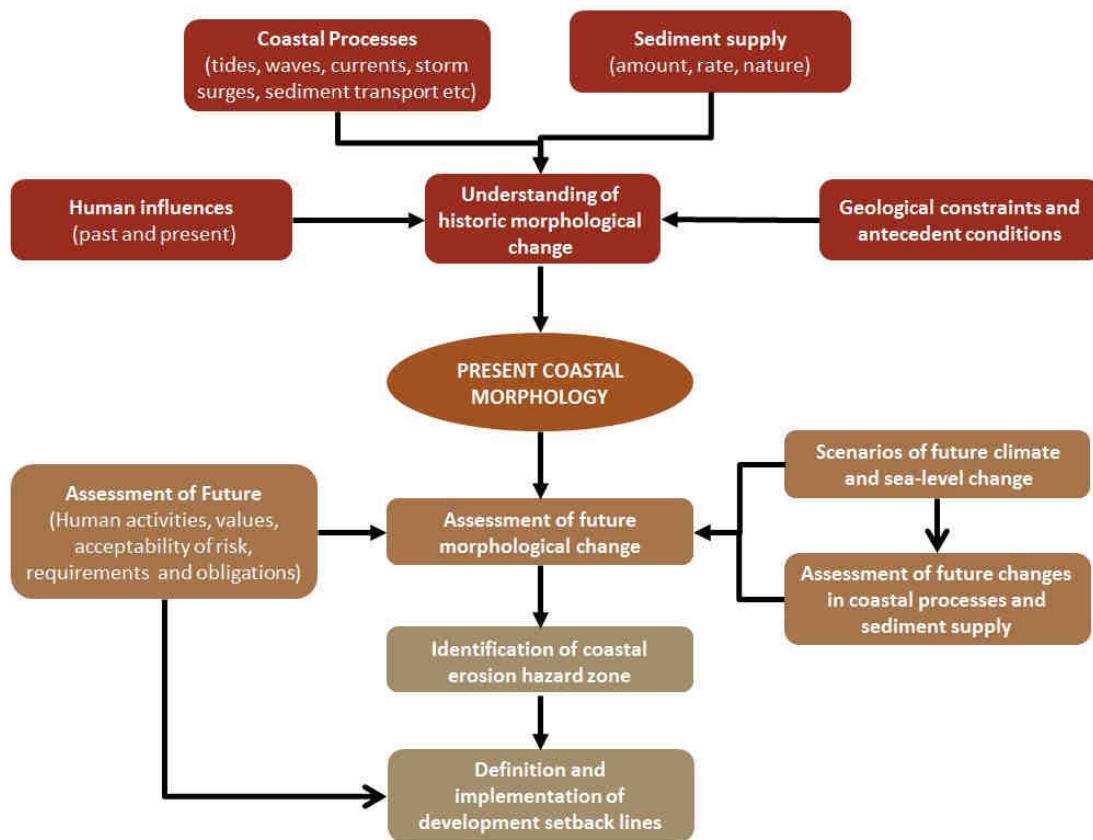 Coastal Processes
(tides, waves, currents, storm
surges, sediment transport etc)
Sediment supply
(amount, rate, nature)
Human influences
(past and present)
Understanding of
historic morphological
change
Geological constraints and
antecedent conditions
PRESENT COASTAL
MORPHOLOGY
Assessment of Future
(Human activities, values,
acceptability of risk,
requirements and obligations)
Assessment of future
morphological change
Scenarios of future climate
and sea-level change
Assessment of future changes
in coastal processes and
sediment supply
Identification of coastal
erosion hazard zone
Definition and
implementation of
development setback lines